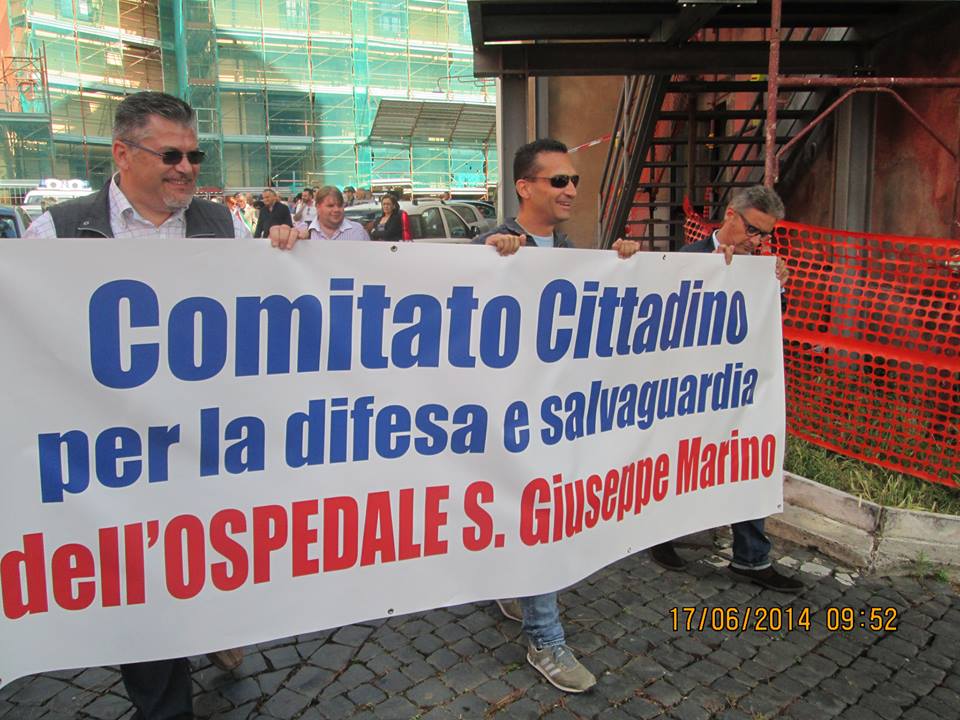 Comitato Cittadino
per la difesa e salvaguardia
dell'OSPEDALE S. Giuseppe Marino
17/06/2014 09:52